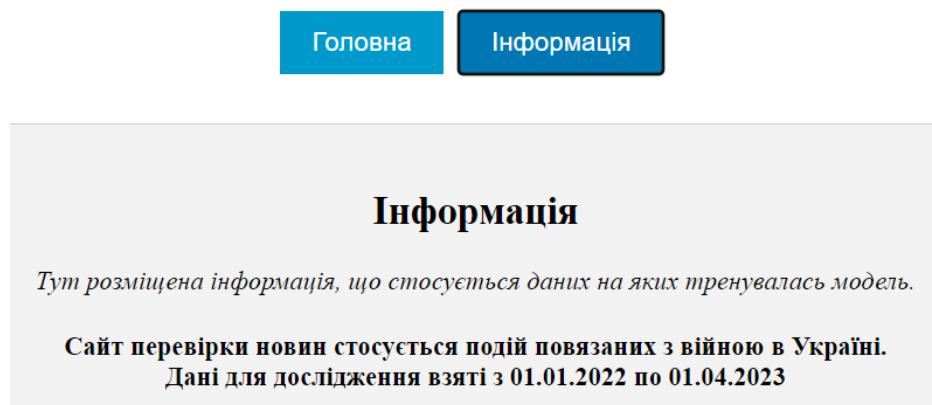 Головна Інформація
Інформація
Тут розміщена інформація, що стосується даних на яких тренувалась модель.
Сайт перевірки новин стосується подій повязаних з війною в Україні.
Дані для дослідження взяті з 01.01.2022 по 01.04.2023